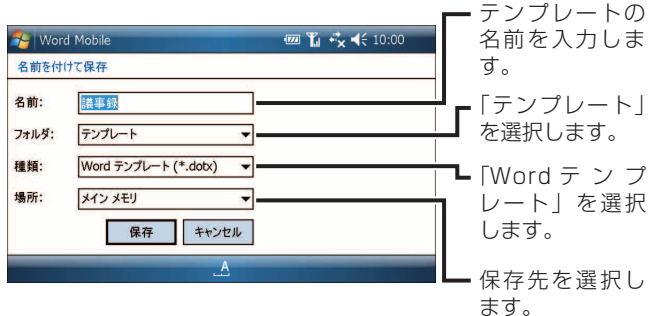 Word Mobile 10:00
名前を付けて保存
名前: 議事録
フォルダ: テンプレート
種類: Word テンプレート (*.dotx)
場所: メイン メモリ
保存 キャンセル
A
テンプレートの
名前を入力しま
す。
「テンプレート」
を選択します。
「Word テンプ
レート」を選択
します。
保存先を選択し
ます。